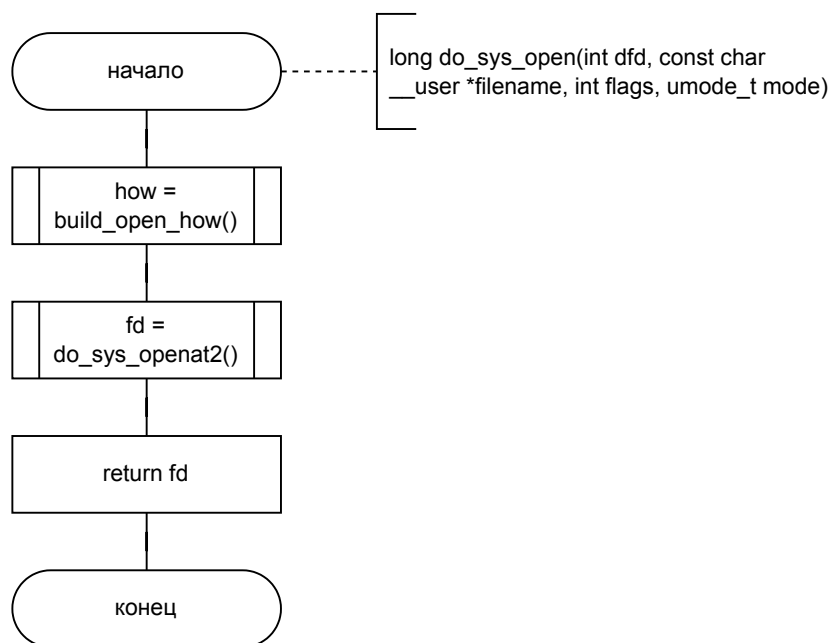 начало
long do_sys_open(int dfd, const char
__user *filename, int flags, umode_t mode)
how =
build_open_how()
fd =
do_sys_openat2()
return fd
конец